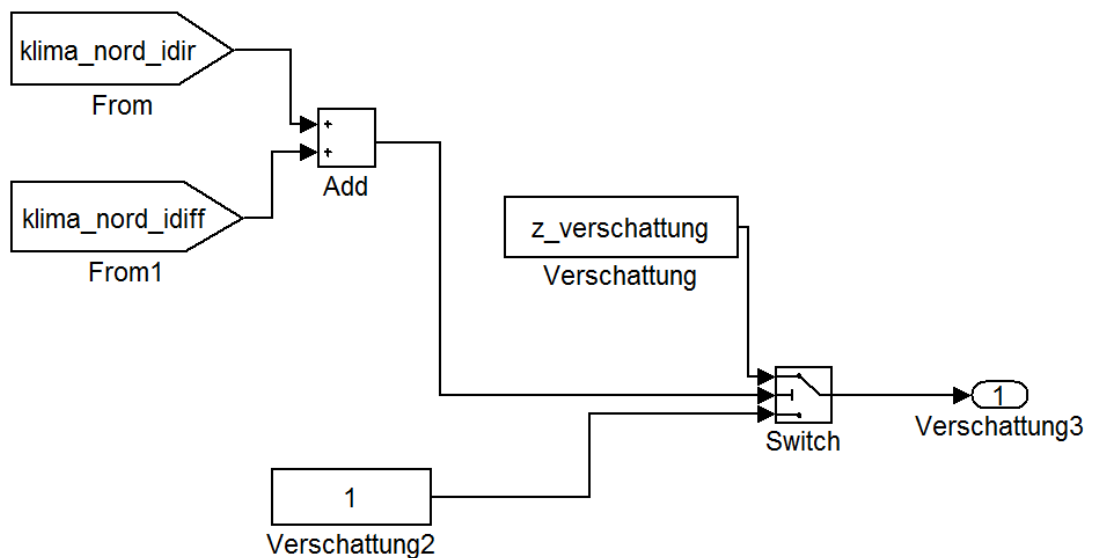 klima_nord_idir
From
+
+
Add
klima_nord_idiff
From1
z_verschattung
Verschattung
Switch
1
Verschattung3
1
Verschattung2